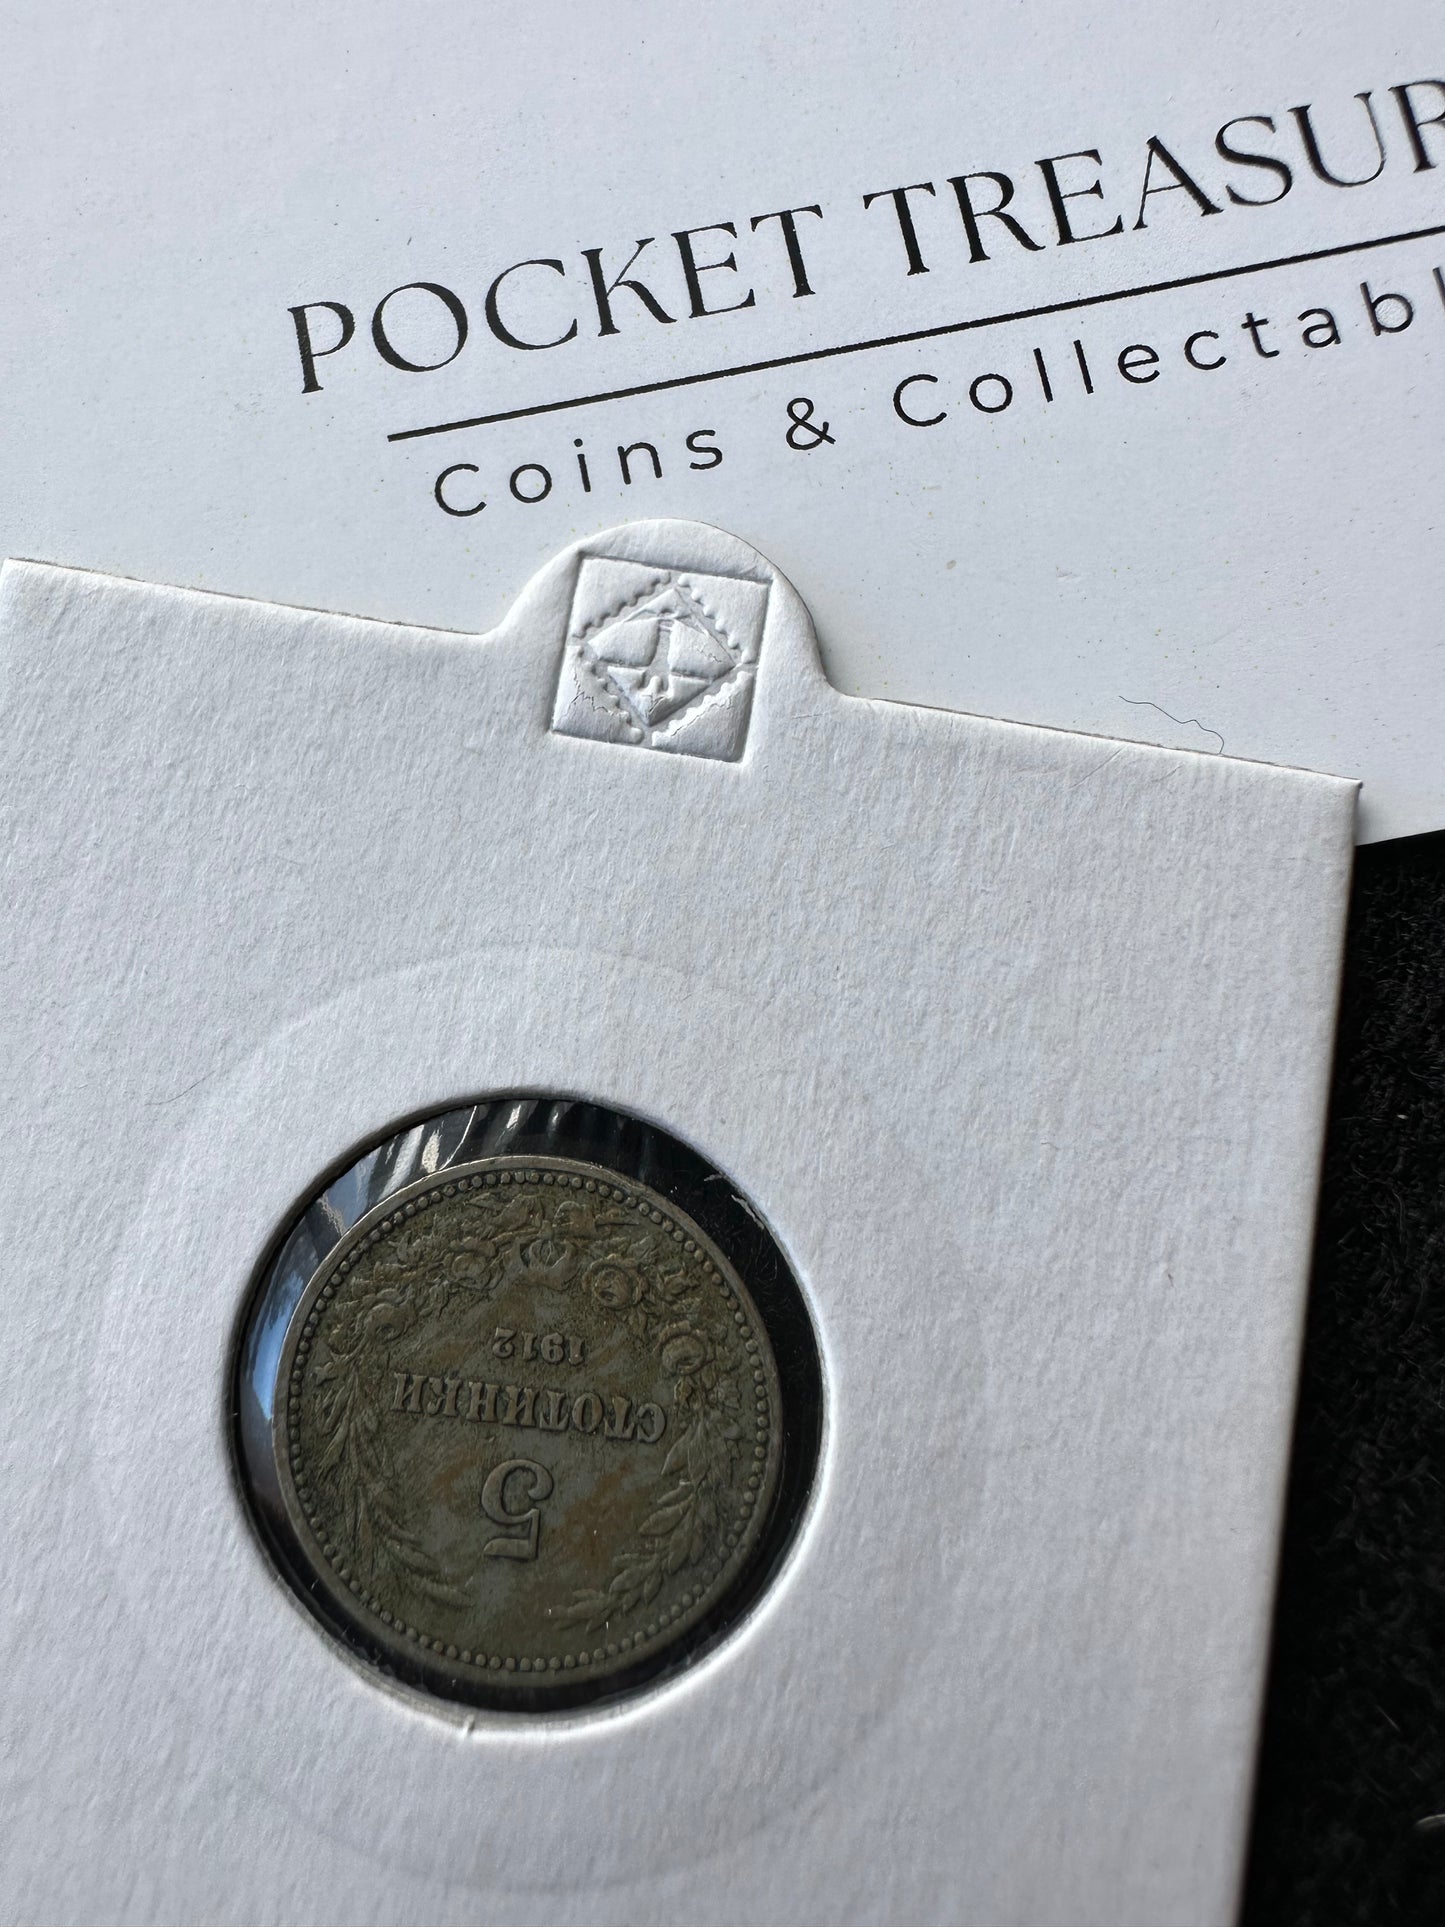 POCKET TREASUR
Coins & Collectabl
5
СТОТИНКИ
1912